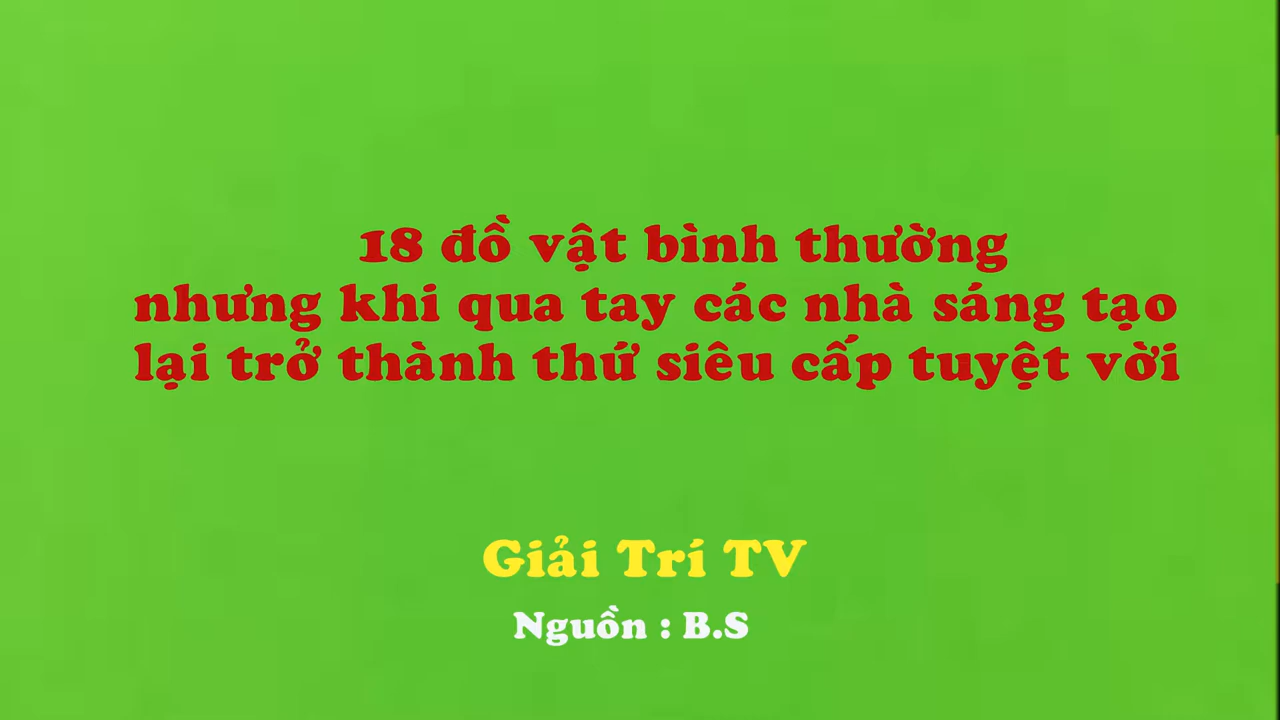 18 đồ vật bình thường
nhưng khi qua tay các nhà sáng tạo
lại trở thành thứ siêu cấp tuyệt vời
Giải Trí TV
Nguồn : B.S